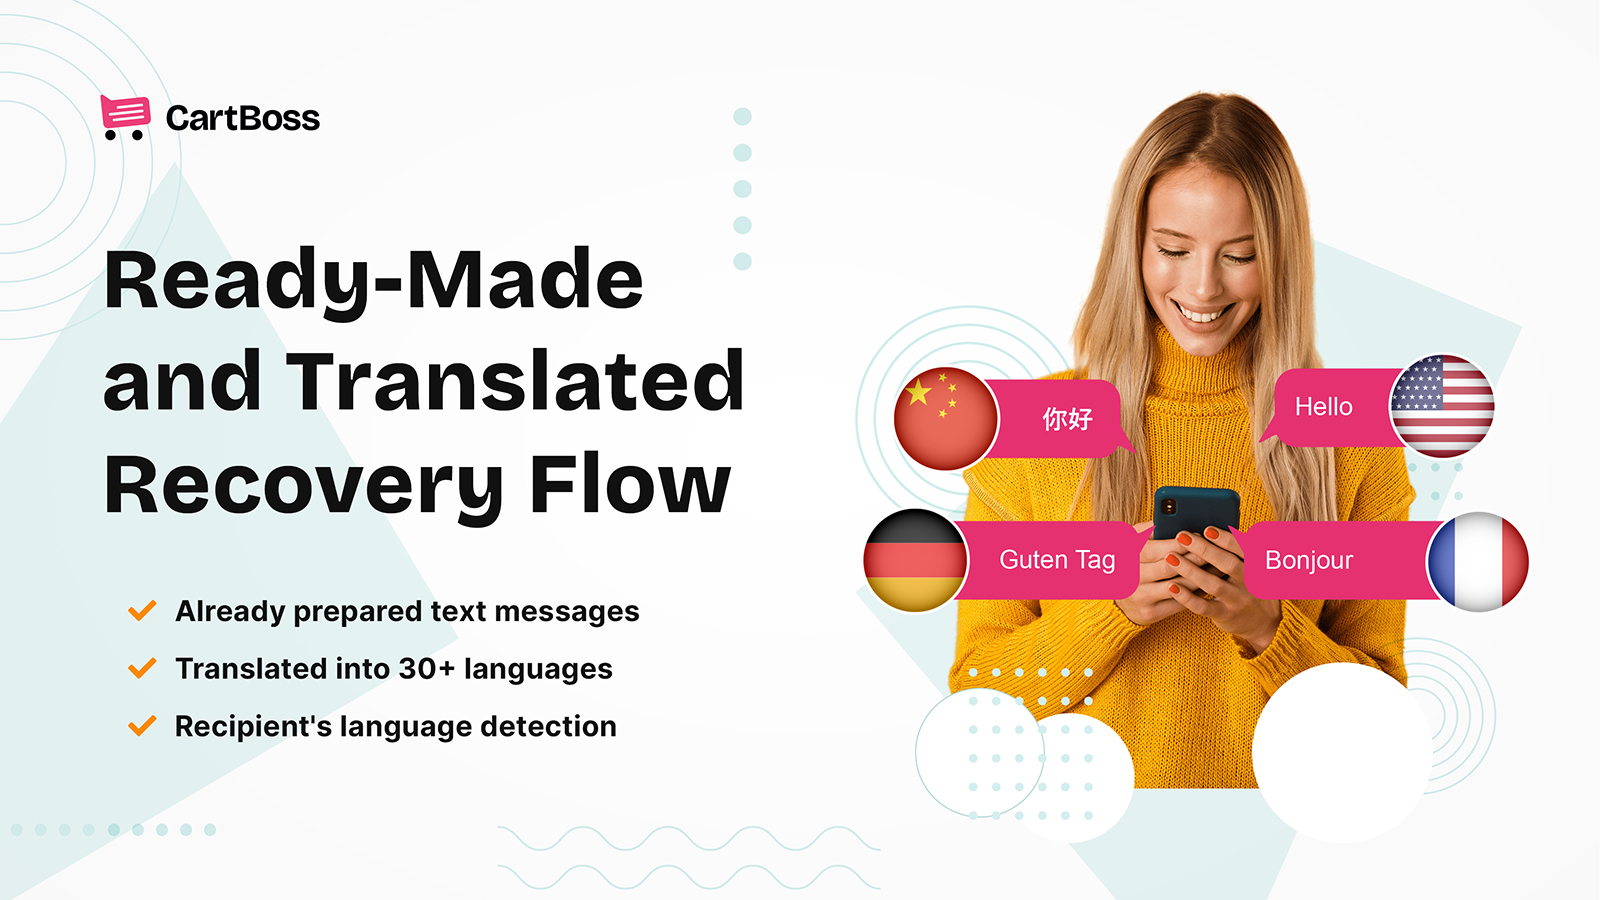 CartBoss
Ready-Made
and Translated
Recovery Flow
Already prepared text messages
Translated into 30+ languages
Recipient's language detection
你好
Hello
Guten Tag
Bonjour